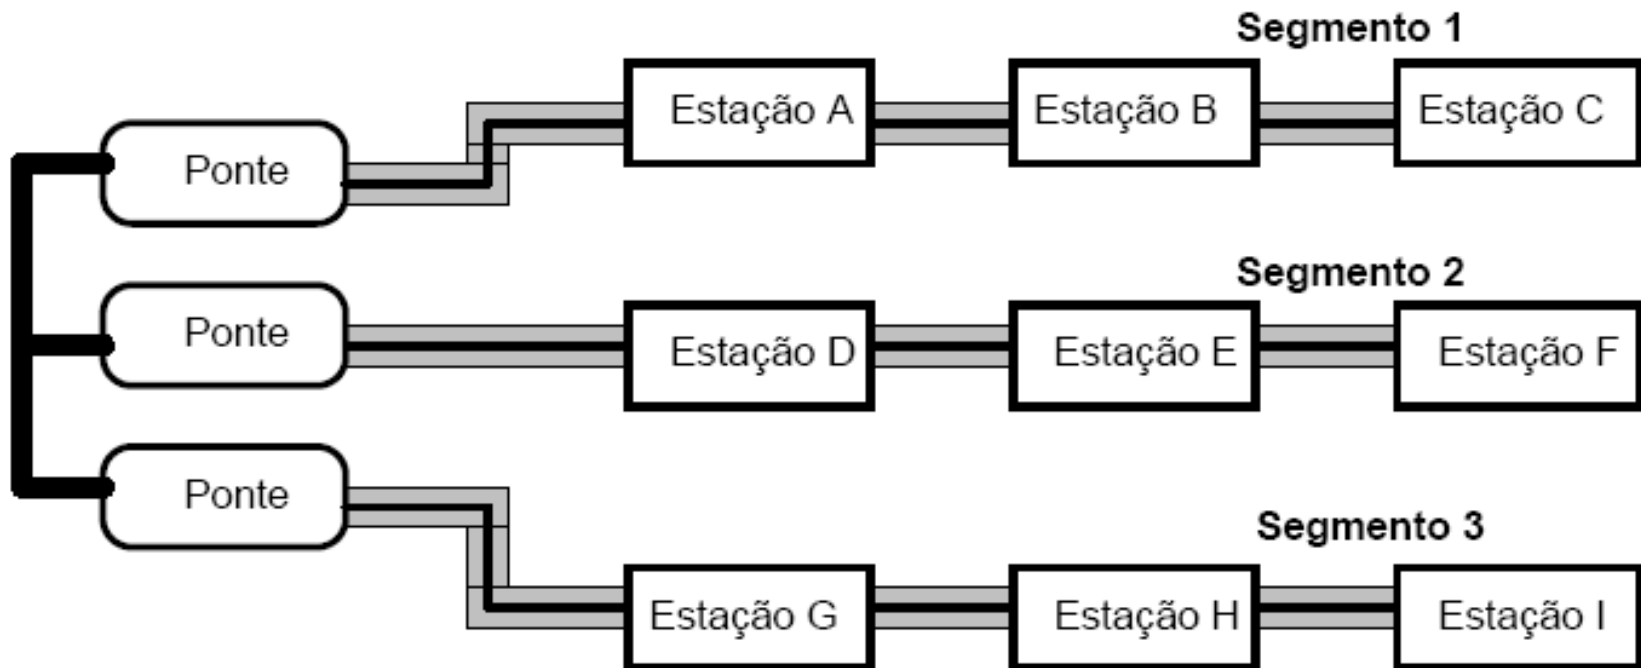 Segmento 1
Ponte
Estação A
Estação B
Estação C
Segmento 2
Ponte
Estação D
Estação E
Estação F
Segmento 3
Ponte
Estação G
Estação H
Estação I